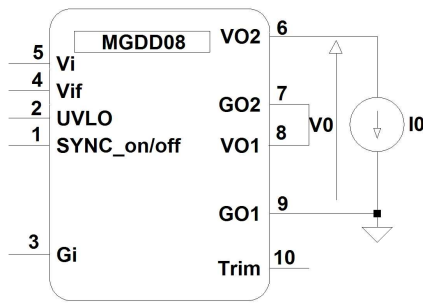 MGDD08
VO2 6
5 Vi
4 Vif
GO2 7
2 UVLO
V0 I0
VO1 8
1 SYNC_on/off
GO1 9
3 Gi
Trim 10